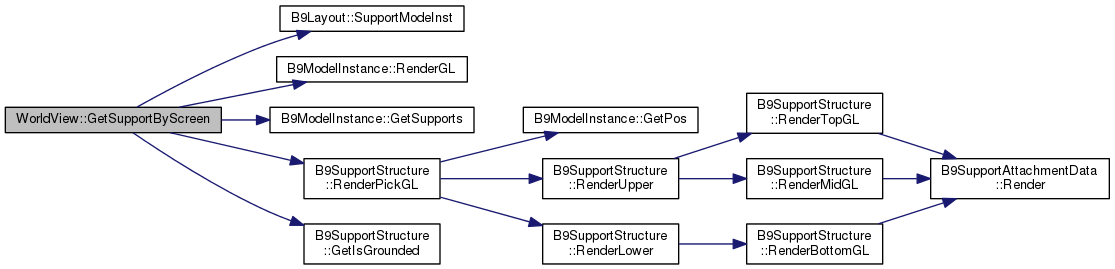 WorldView::GetSupportByScreen
B9Layout::SupportModeInst
B9ModelInstance::RenderGL
B9ModelInstance::GetSupports
B9SupportStructure
::RenderPickGL
B9SupportStructure
::GetIsGrounded
B9ModelInstance::GetPos
B9SupportStructure
::RenderUpper
B9SupportStructure
::RenderLower
B9SupportStructure
::RenderTopGL
B9SupportStructure
::RenderMidGL
B9SupportStructure
::RenderBottomGL
B9SupportAttachmentData
::Render